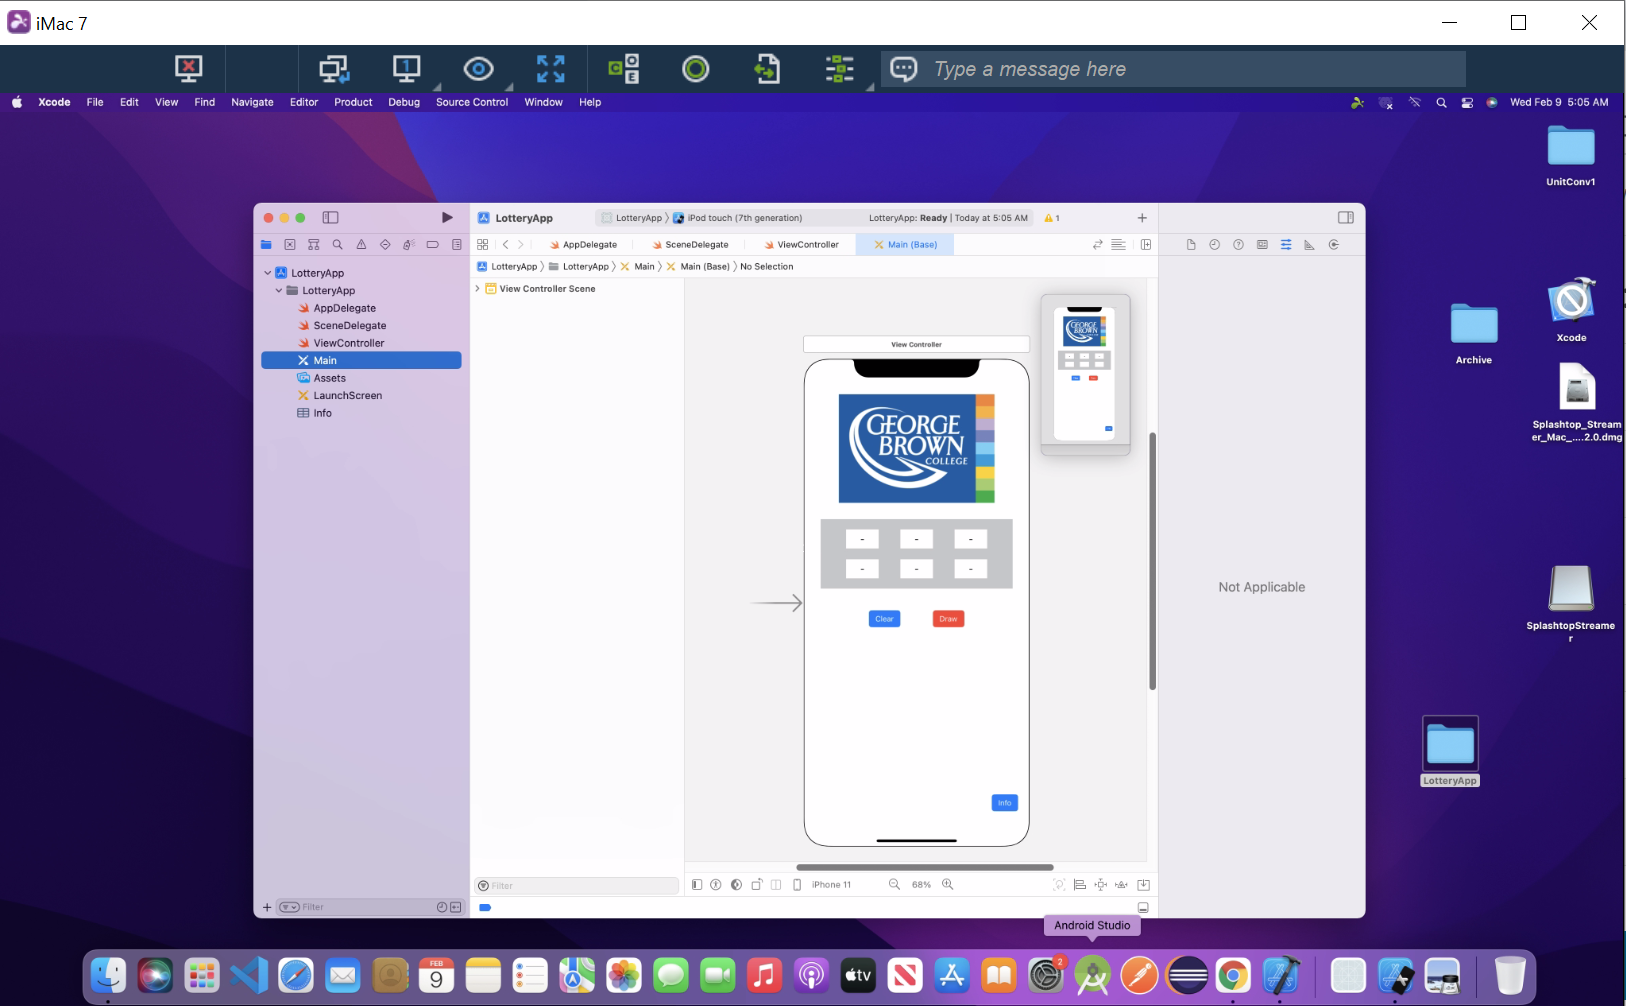 iMac 7
Type a message here
Xcode File Edit View Find Navigate Editor Product Debug Source Control Window Help
Wed Feb 9 5:05 AM
UnitConv1
Archive
Xcode
Splashtop_Stream
er_Mac_....2.0.dmg
SplashtopStreame
r
LotteryApp
LotteryApp
LotteryApp iPod touch (7th generation)
LotteryApp: Ready | Today at 5:05 AM
1
AppDelegate SceneDelegate ViewController Main (Base)
LotteryApp LotteryApp Main Main (Base) No Selection
LotteryApp
LotteryApp
AppDelegate
SceneDelegate
ViewController
Main
Assets
LaunchScreen
Info
View Controller Scene
View Controller
GEORGE
BROWN
COLLEGE
- - -
- - -
Clear Draw
Info
Not Applicable
Filter
iPhone 11 68%
Filter
Android Studio
FEB
9
tv
2